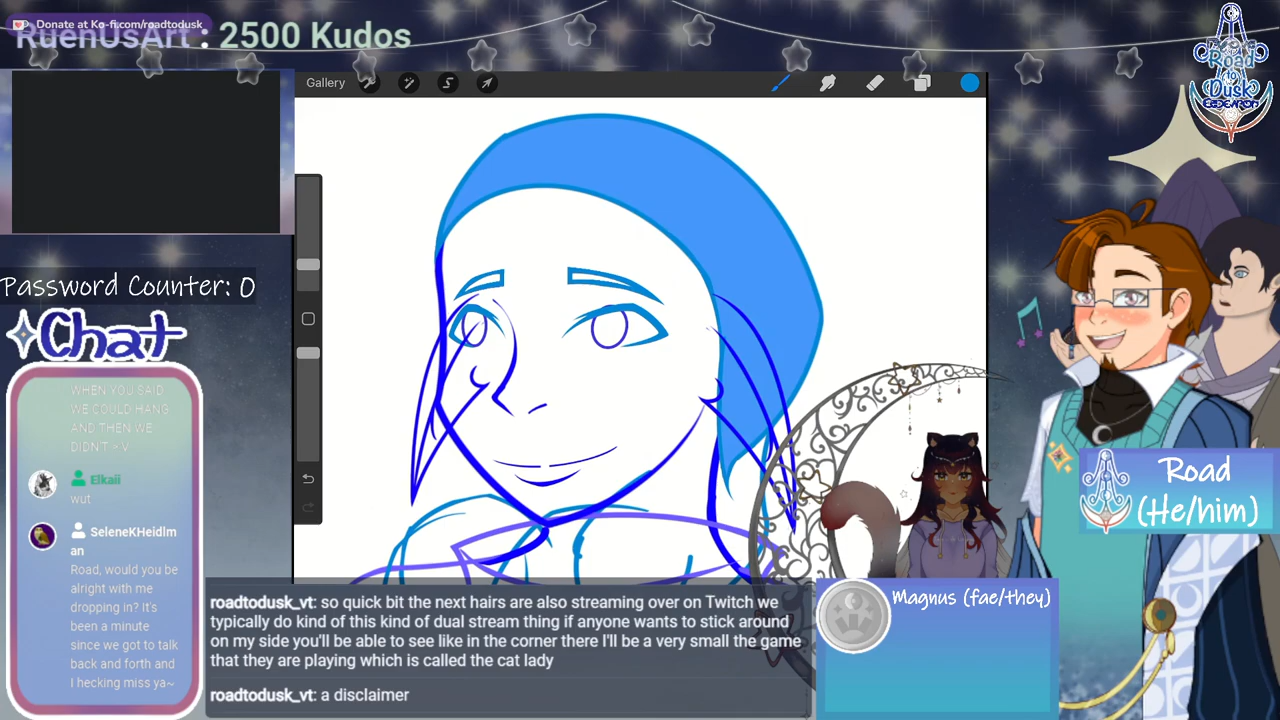 Donate at Ko-fi.com/roadtodusk
RuenUsArt : 2500 Kudos
Gallery
Road
to
Dusk
Password Counter: 0
Chat
WHEN YOU SAID
WE COULD HANG
AND THEN WE
DIDN'T >:V
Elkaii
wut
SeleneKHeidlm
an
Road, would you be
alright with me
dropping in? It's
been a minute
since we got to talk
back and forth and
I hecking miss ya~
roadtodusk_vt: so quick bit the next hairs are also streaming over on Twitch we
typically do kind of this kind of dual stream thing if anyone wants to stick around
on my side you'll be able to see like in the corner there I'll be a very small the game
that they are playing which is called the cat lady
roadtodusk_vt: a disclaimer
Magnus (fae/they)
Road
(He/him)